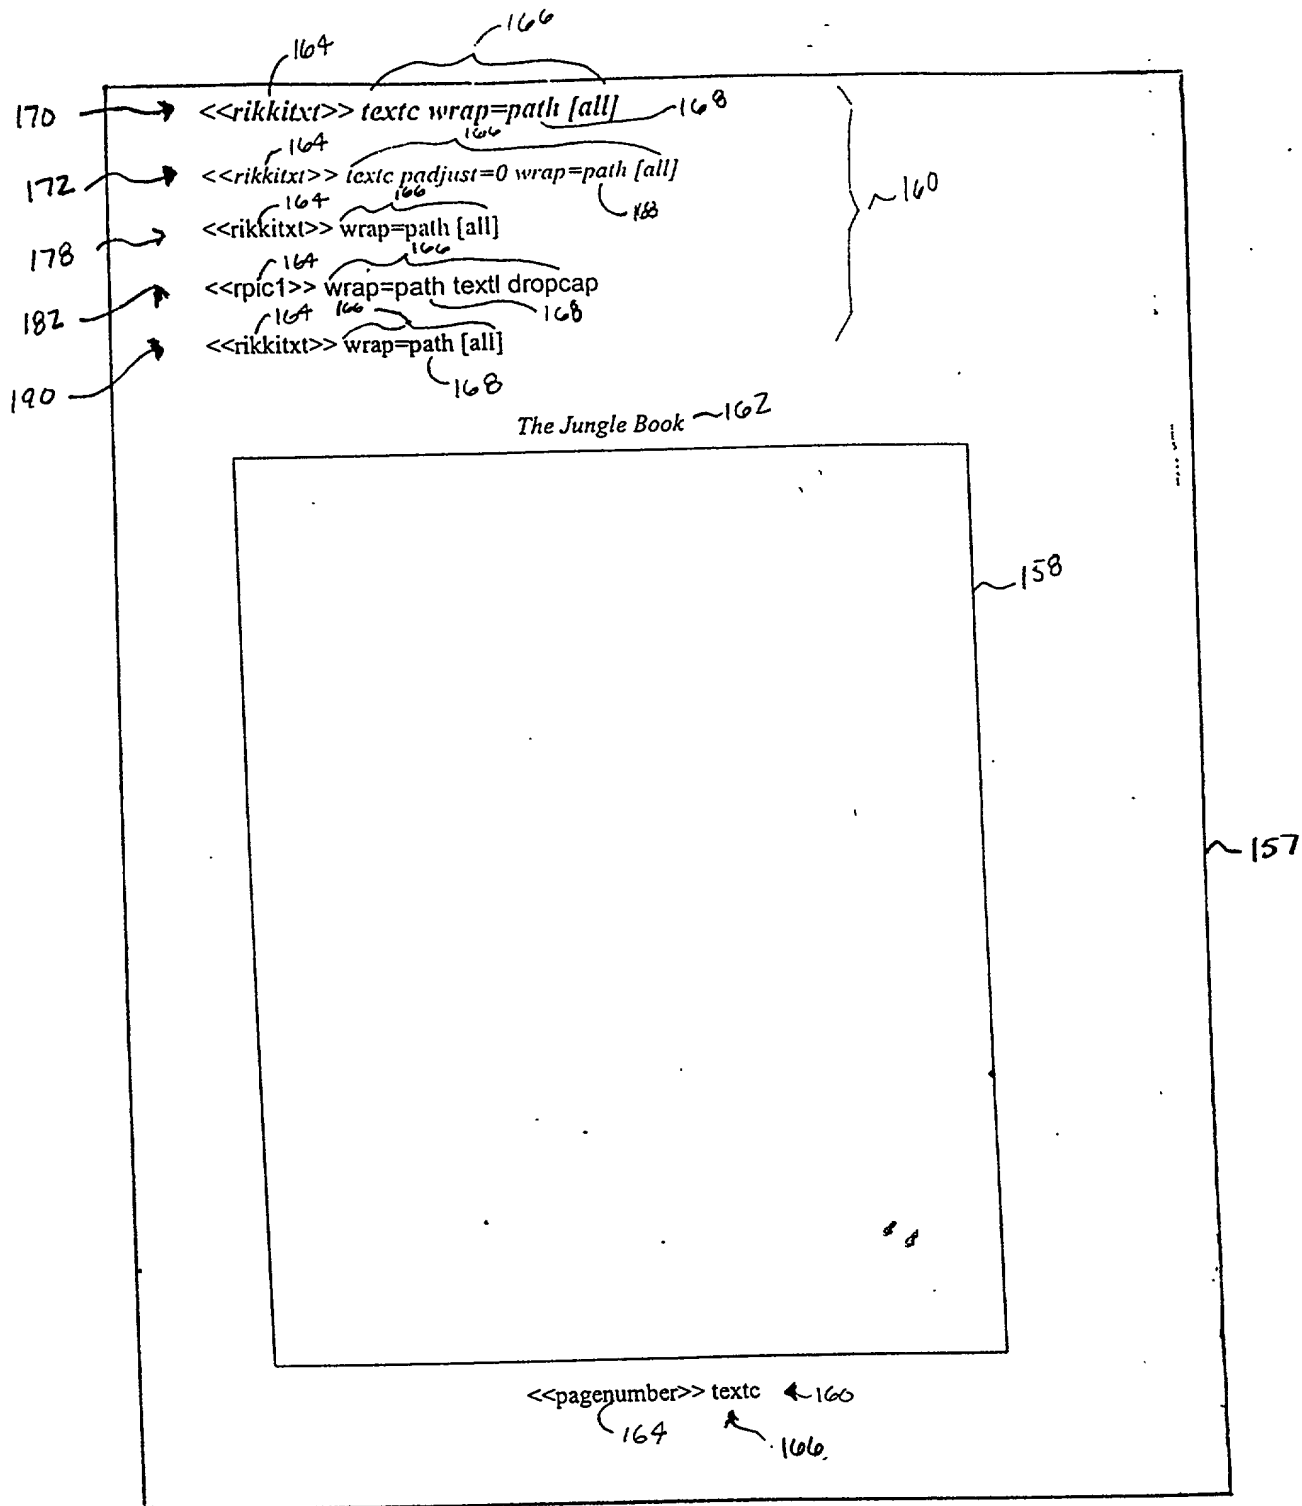 166
164
170 <<rikkitxt>> textc wrap=path [all] 168
164 166
172 <<rikkitxt>> textc padjust=0 wrap=path [all]
164 166 168 160
178 <<rikkitxt>> wrap=path [all]
164 166
182 <<rpic1>> wrap=path textl dropcap
164 166 168
190 <<rikkitxt>> wrap=path [all]
168
The Jungle Book 162
158
157
<<pagenumber>> textc 160
164 166